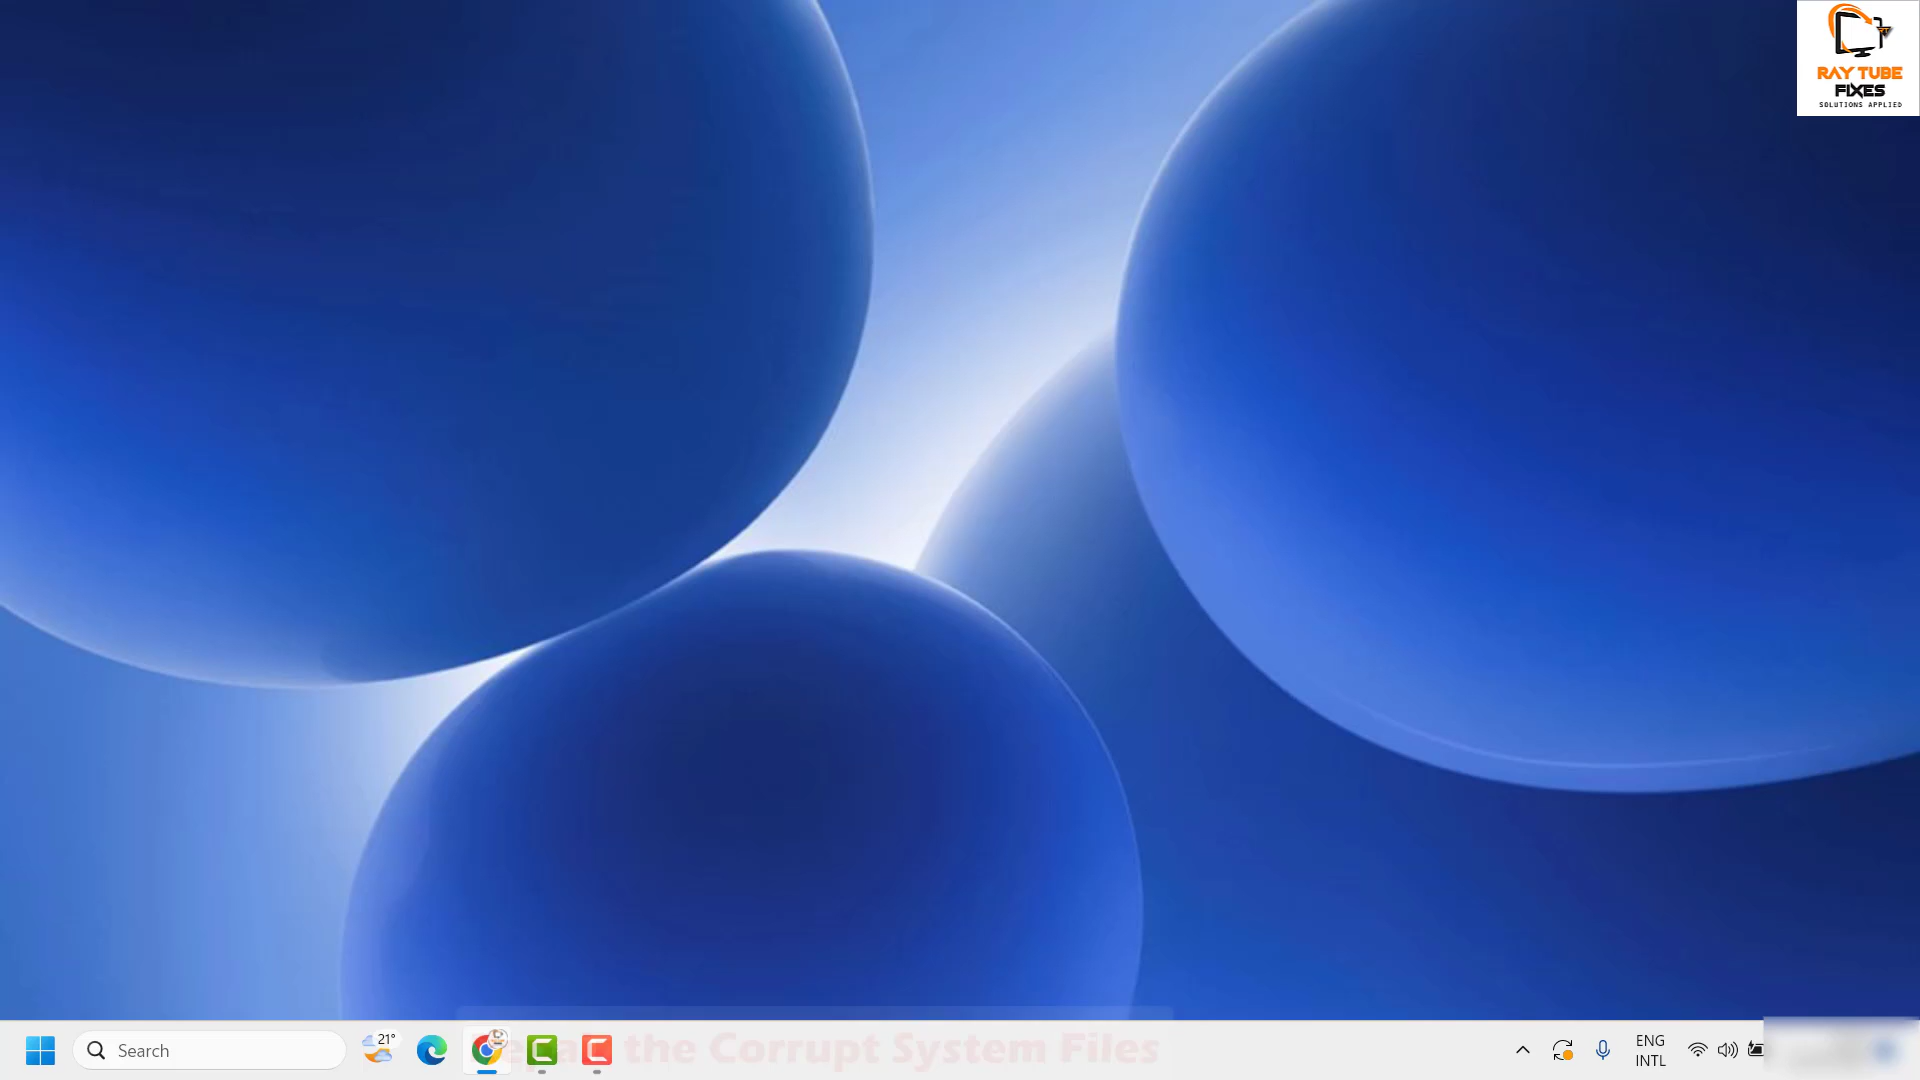 RAY TUBE
FIXES
SOLUTIONS APPLIED
the Corrupt System Files
Search
21°
ENG
INTL